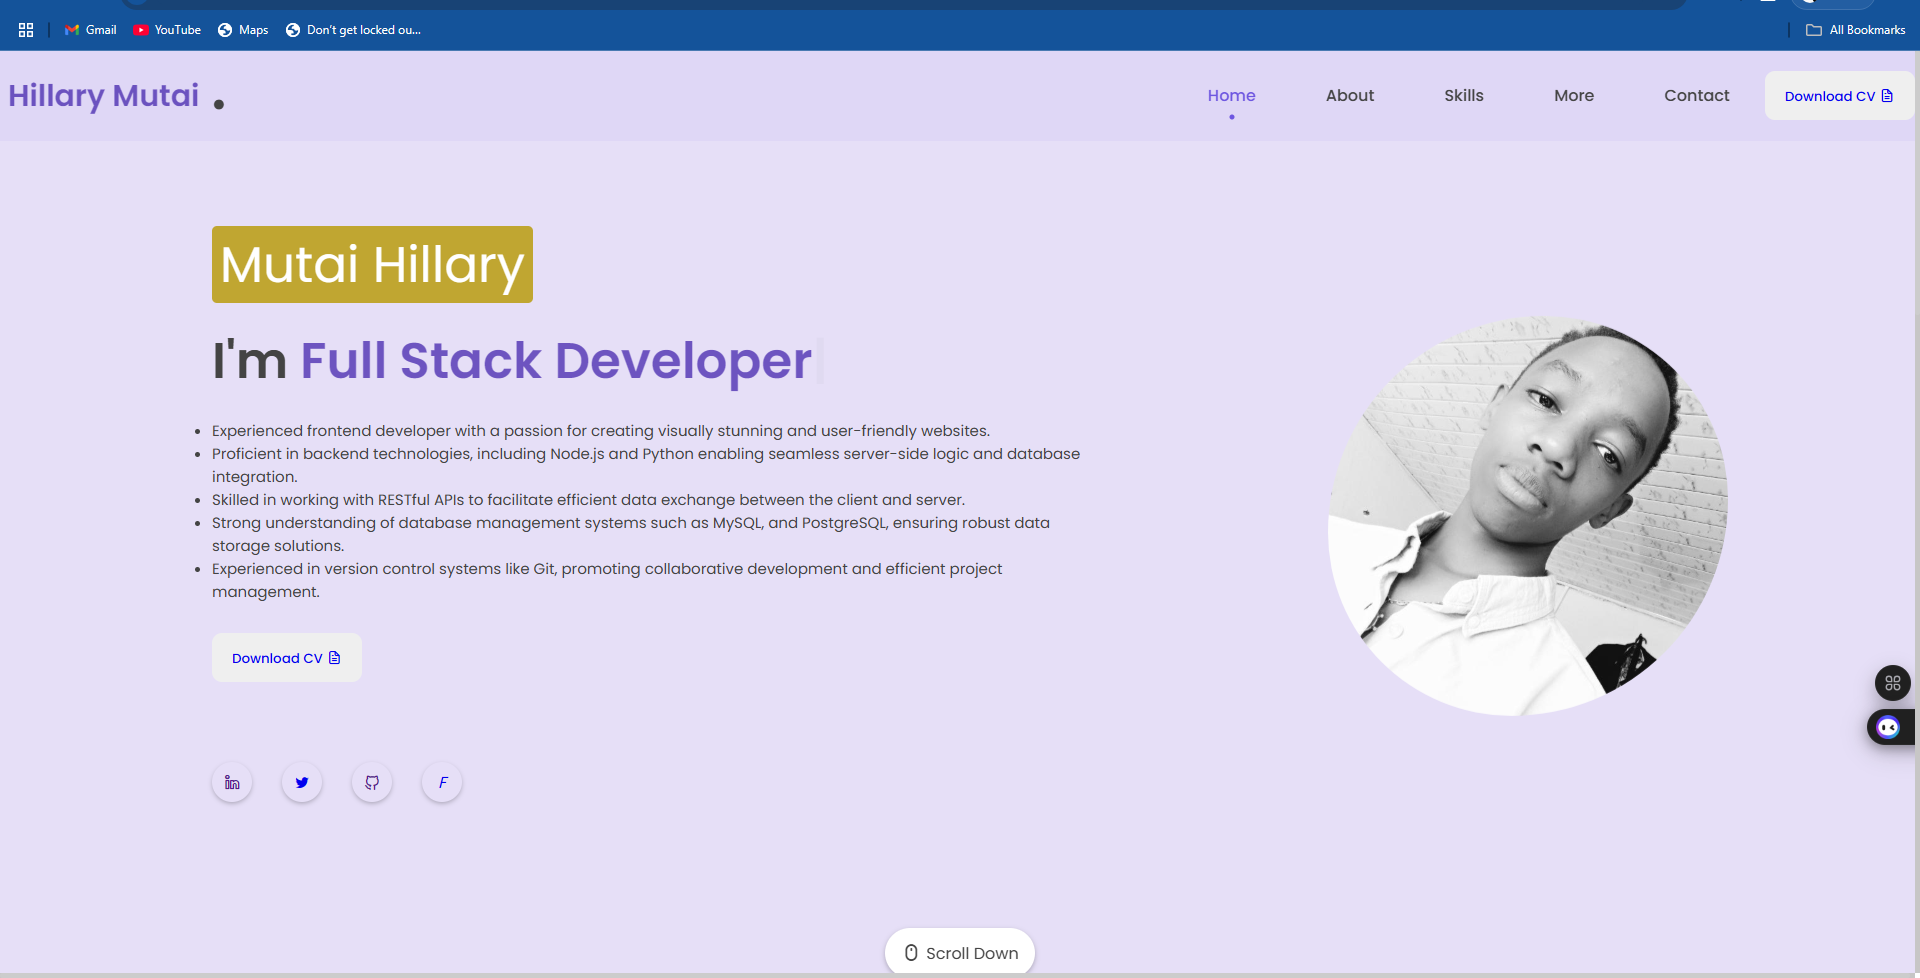 Gmail
YouTube
Maps
Don't get locked ou...
All Bookmarks
Hillary Mutai .
Home
About
Skills
More
Contact
Download CV
Mutai Hillary
I'm Full Stack Developer
• Experienced frontend developer with a passion for creating visually stunning and user-friendly websites.
• Proficient in backend technologies, including Node.js and Python enabling seamless server-side logic and database
integration.
• Skilled in working with RESTful APIs to facilitate efficient data exchange between the client and server.
• Strong understanding of database management systems such as MySQL, and PostgreSQL, ensuring robust data
storage solutions.
• Experienced in version control systems like Git, promoting collaborative development and efficient project
management.
Download CV
in
F
Scroll Down